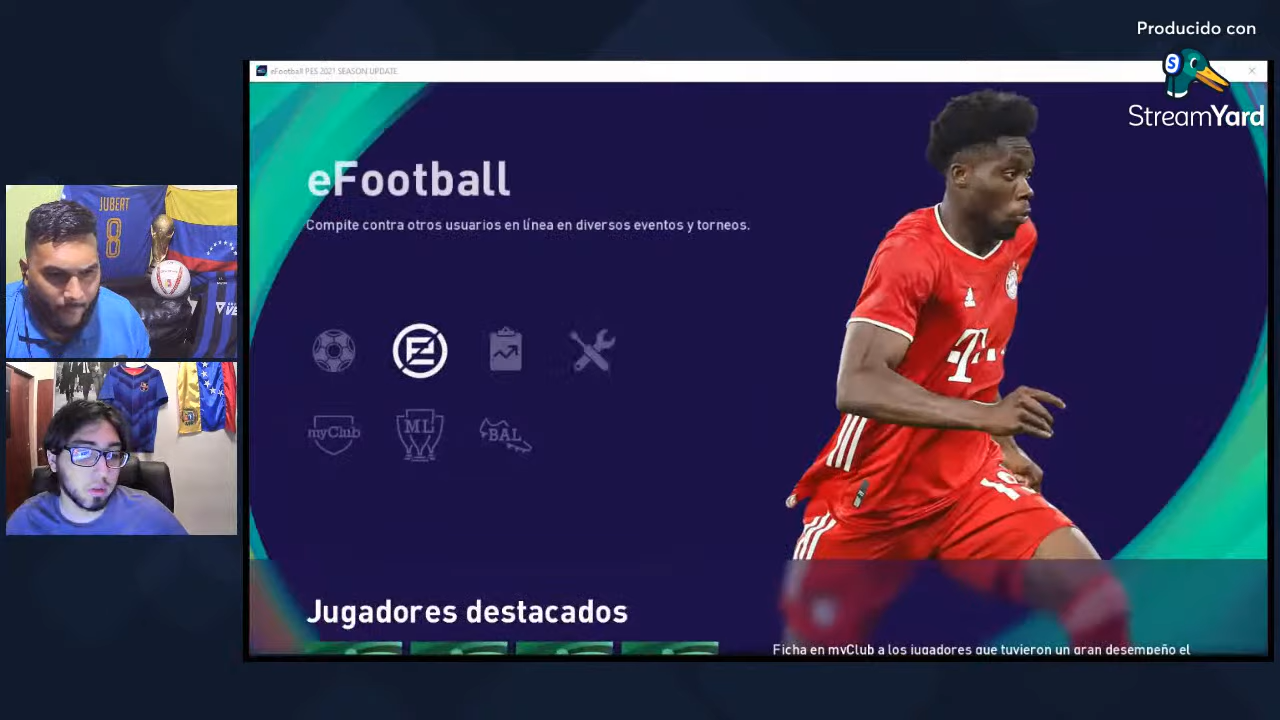 Producido con
StreamYard
eFootball PES 2021 SEASON UPDATE
eFootball
Compite contra otros usuarios en línea en diversos eventos y torneos.
myClub
ML
BAL
Jugadores destacados
Ficha en myClub a los jugadores que tuvieron un gran desempeño el
JUBERT
8
T
19